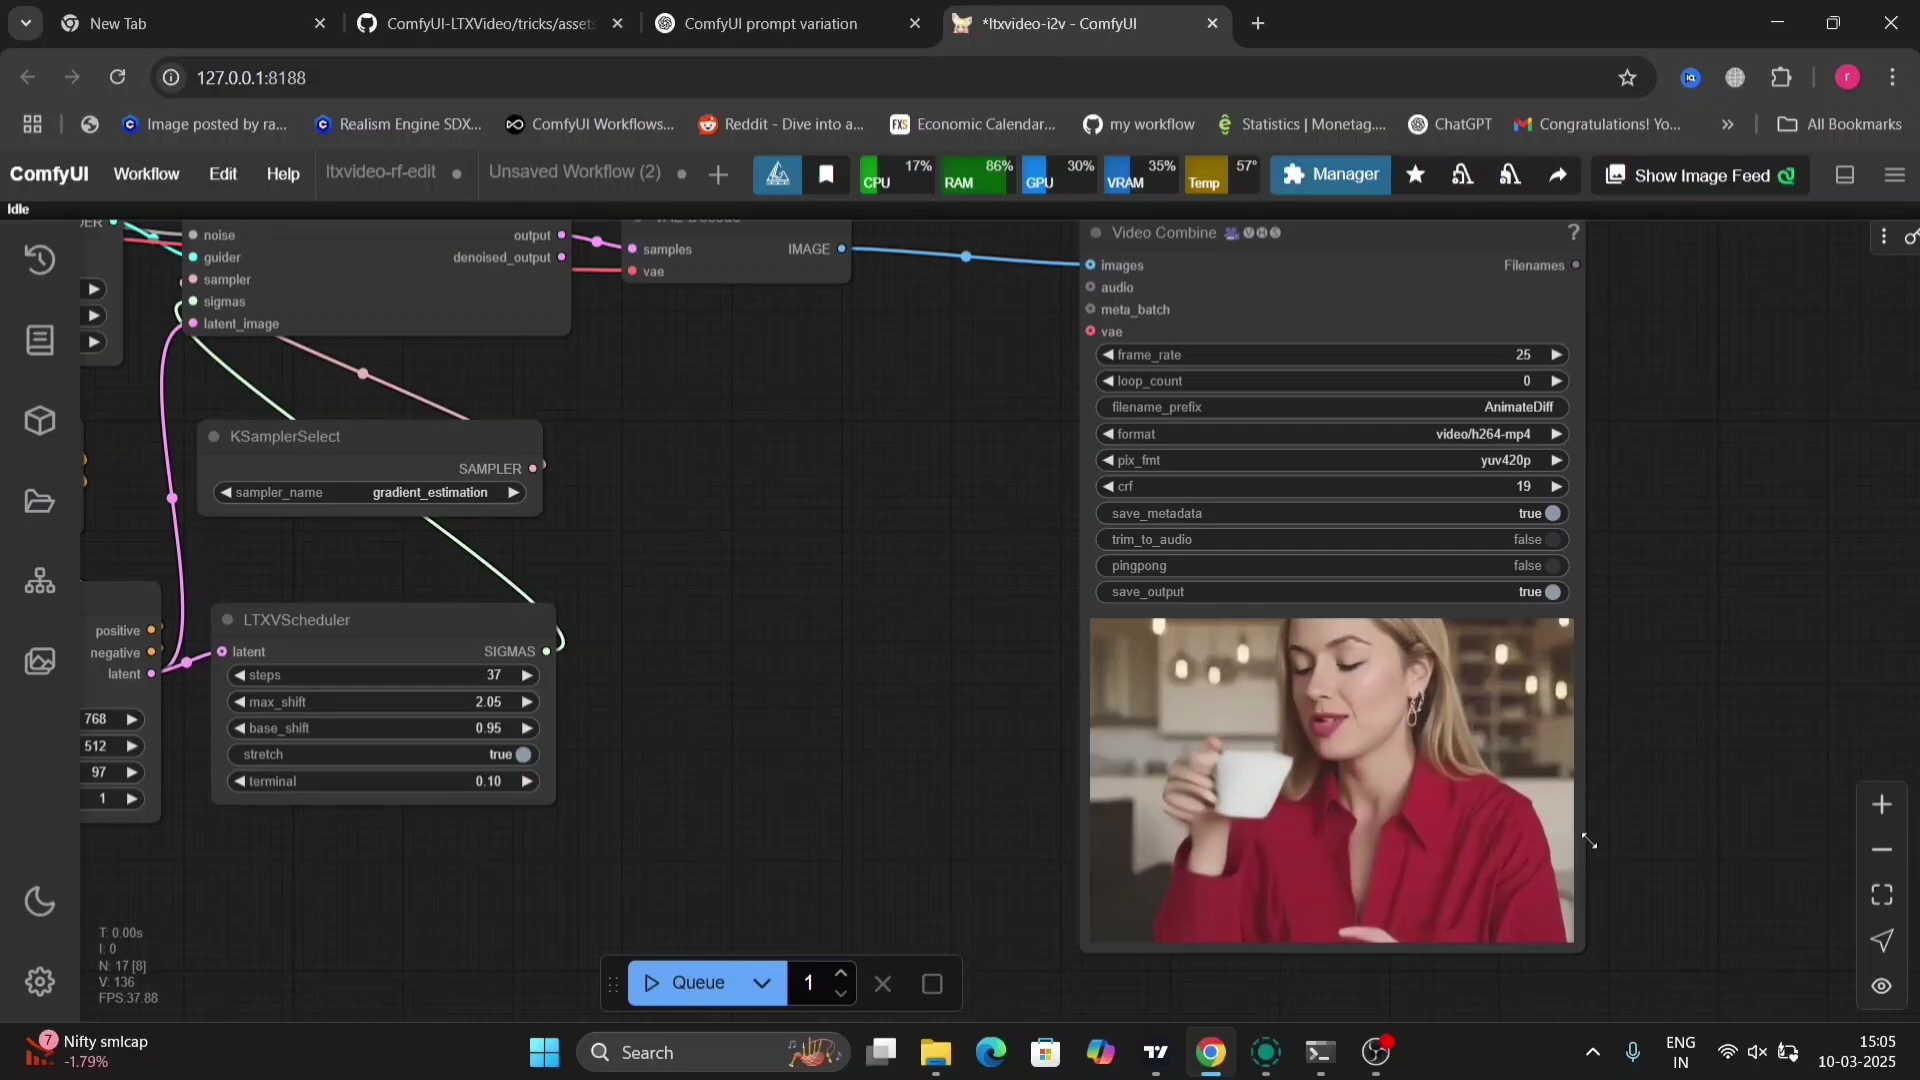 New Tab
ComfyUI-LTXVideo/tricks/assets
ComfyUI prompt variation
*ltxvideo-i2v - ComfyUI
127.0.0.1:8188
Image posted by ra...
Realism Engine SDX...
ComfyUI Workflows...
Reddit - Dive into a...
FXS
Economic Calendar...
my workflow
Statistics | Monetag....
ChatGPT
Congratulations! Yo...
All Bookmarks
ComfyUI
Workflow
Edit
Help
ltxvideo-rf-edit
Unsaved Workflow (2)
CPU 17%
RAM 86%
GPU 30%
VRAM 35%
Temp 57°
Manager
Show Image Feed
Idle
noise
guider
sampler
sigmas
latent_image
output
denoised_output
samples
vae
IMAGE
Video Combine
VHS
?
images
audio
meta_batch
vae
Filenames
frame_rate 25
loop_count 0
filename_prefix AnimateDiff
format video/h264-mp4
pix_fmt yuv420p
crf 19
save_metadata true
trim_to_audio false
pingpong false
save_output true
KSamplerSelect
SAMPLER
sampler_name gradient_estimation
positive
negative
latent
768
512
97
1
LTXVScheduler
latent
SIGMAS
steps 37
max_shift 2.05
base_shift 0.95
stretch true
terminal 0.10
T: 0.00s
I: 0
N: 17 [8]
V: 136
FPS:37.88
Queue
1
7
Nifty smlcap
-1.79%
Search
ENG
IN
15:05
10-03-2025